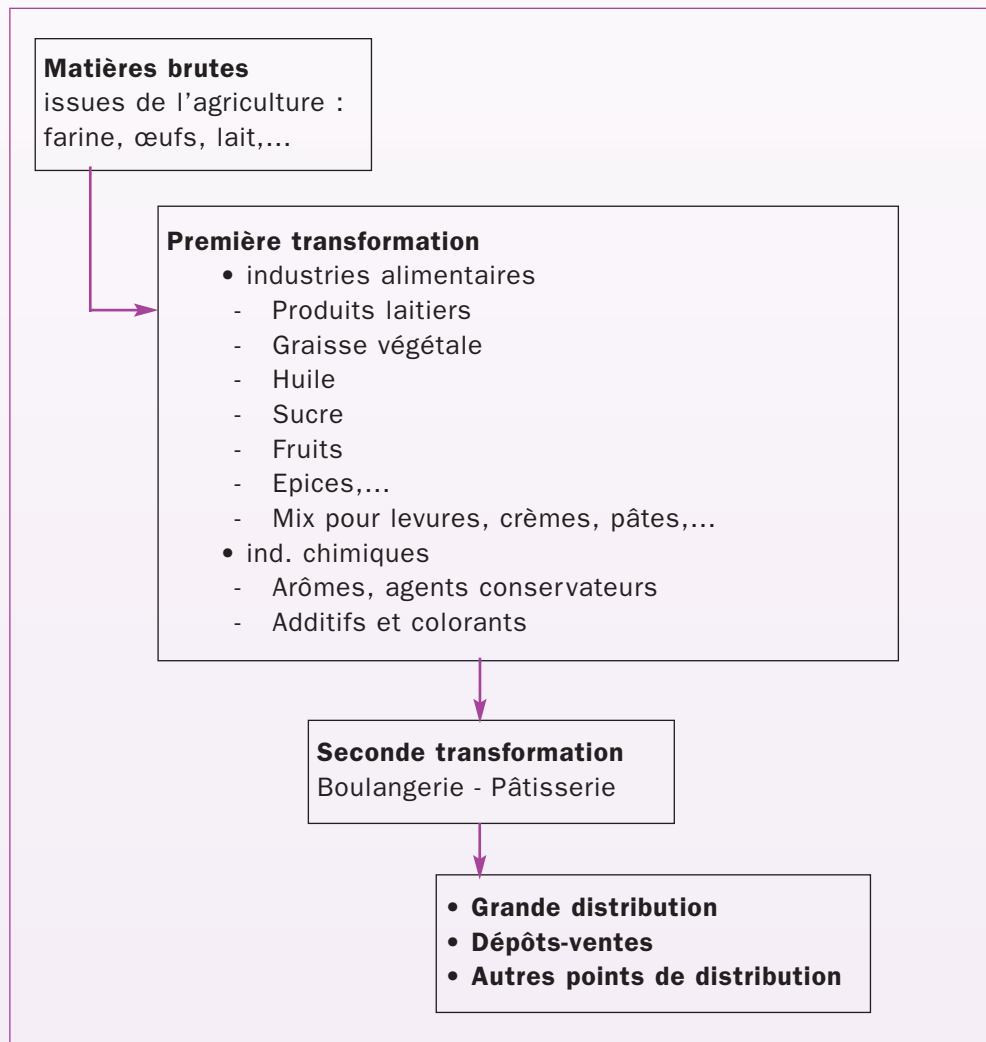 Matières brutes
issues de l'agriculture :
farine, œufs, lait,...
Première transformation
• industries alimentaires
- Produits laitiers
- Graisse végétale
- Huile
- Sucre
- Fruits
- Epices,...
- Mix pour levures, crèmes, pâtes,...
• ind. chimiques
- Arômes, agents conservateurs
- Additifs et colorants
Seconde transformation
Boulangerie - Pâtisserie
• Grande distribution
• Dépôts-ventes
• Autres points de distribution